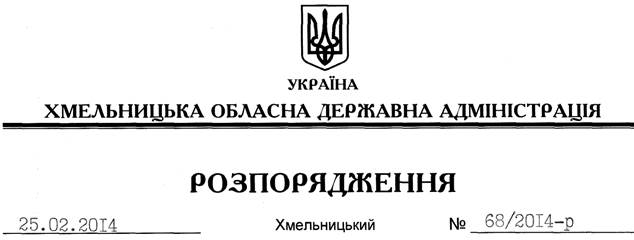 УКРАЇНА
ХМЕЛЬНИЦЬКА ОБЛАСНА ДЕРЖАВНА АДМІНІСТРАЦІЯ
РОЗПОРЯДЖЕННЯ
25.02.2014 Хмельницький № 68/2014-р